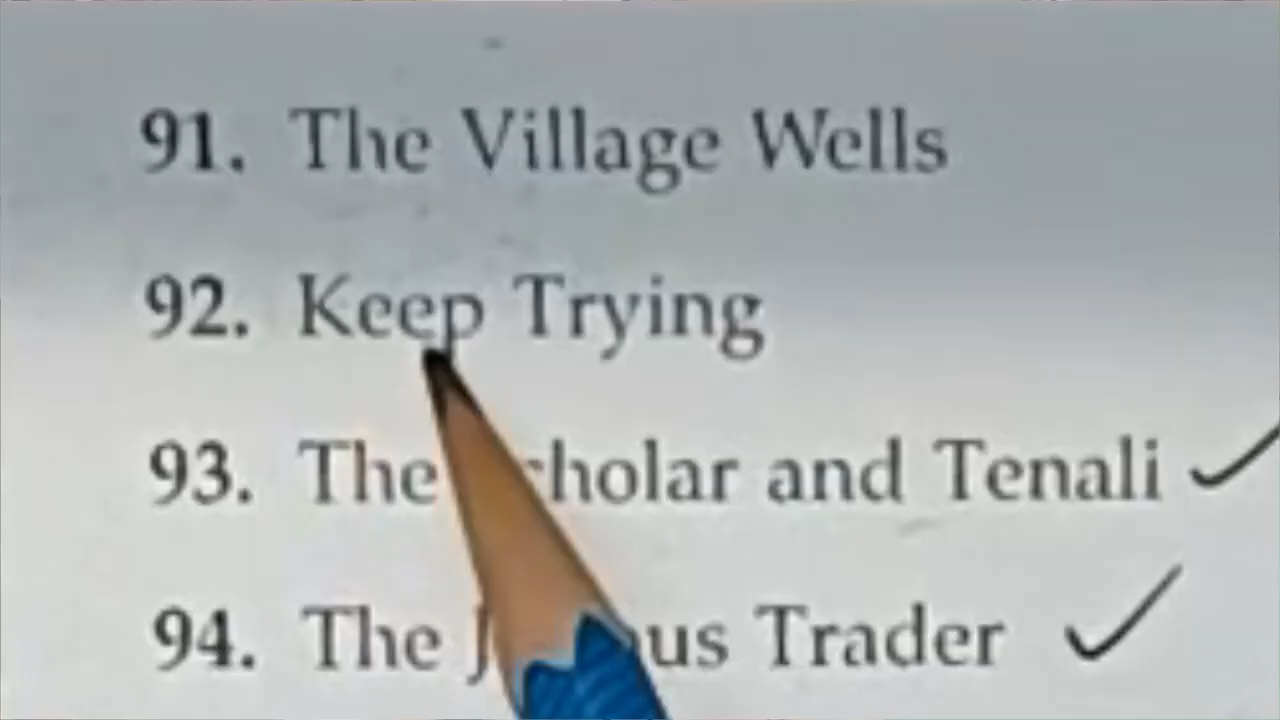 91. The Village Wells
92. Keep Trying
93. The and Tenali
94. The Trader